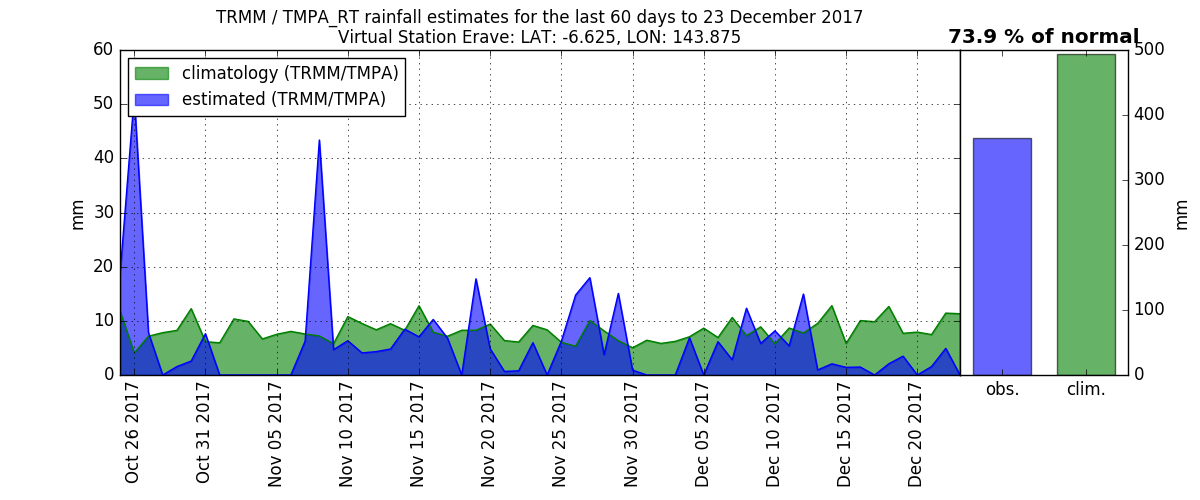 TRMM / TMPA_RT rainfall estimates for the last 60 days to 23 December 2017
Virtual Station Erave: LAT: -6.625, LON: 143.875
73.9 % of normal
climatology (TRMM/TMPA)
estimated (TRMM/TMPA)
mm
60
50
40
30
20
10
0
Oct 26 2017
Oct 31 2017
Nov 05 2017
Nov 10 2017
Nov 15 2017
Nov 20 2017
Nov 25 2017
Nov 30 2017
Dec 05 2017
Dec 10 2017
Dec 15 2017
Dec 20 2017
obs.
clim.
500
400
300
200
100
0
mm